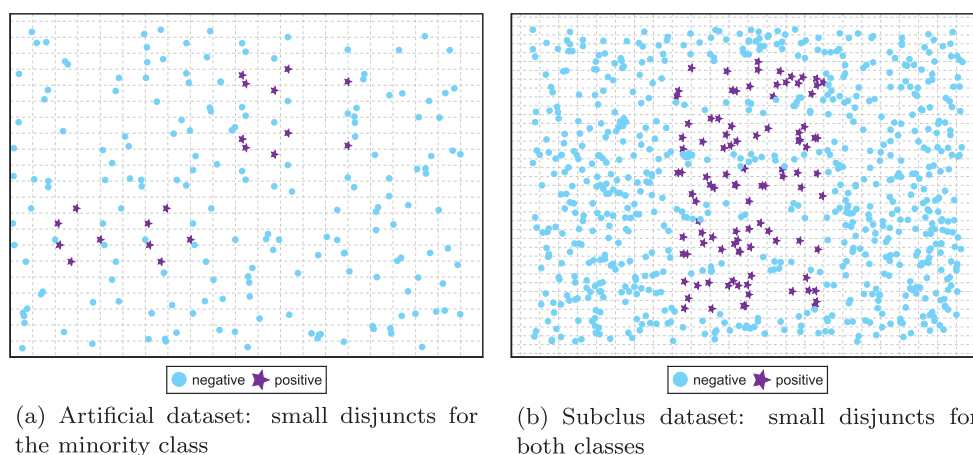 negative positive
negative positive
(a) Artificial dataset: small disjuncts for
the minority class
(b) Subclus dataset: small disjuncts for
both classes